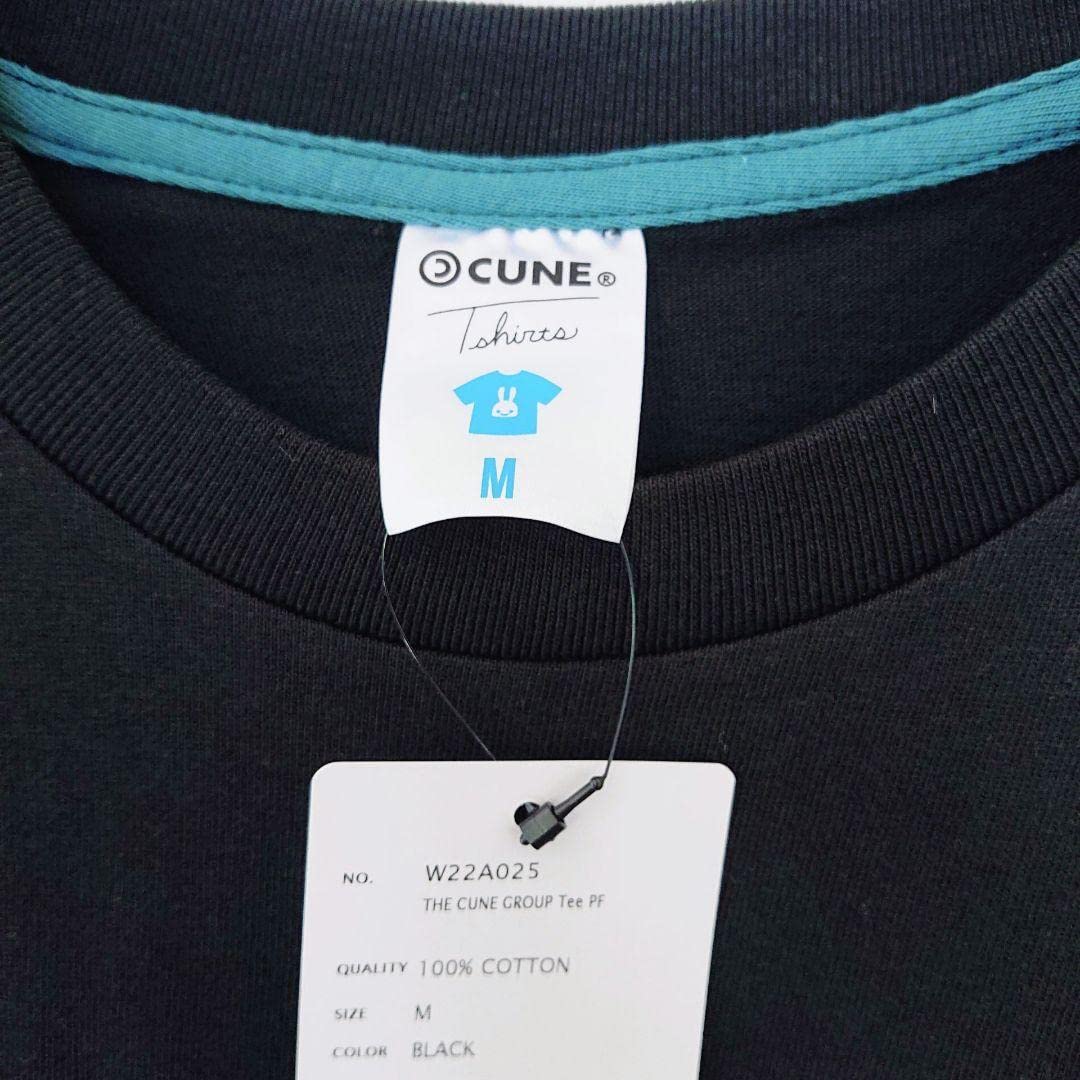 CUNE®
Tshirts
M
NO. W22A025
THE CUNE GROUP Tee PF
QUALITY 100% COTTON
SIZE M
COLOR BLACK